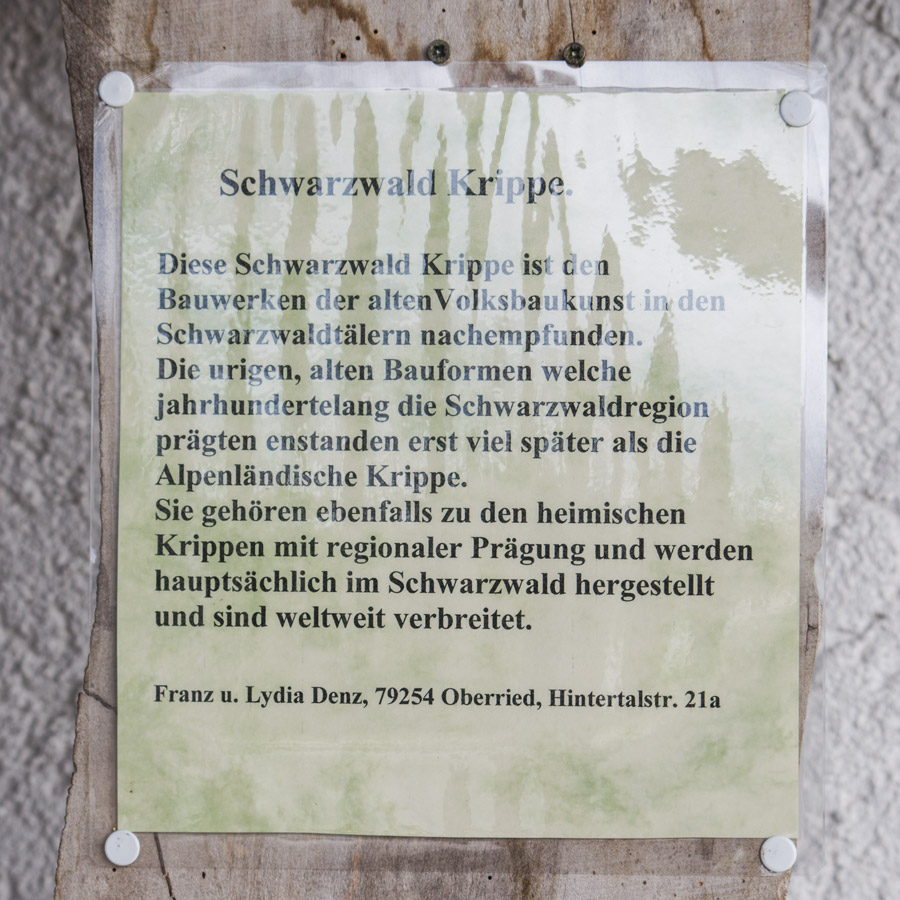 Schwarzwald Krippe.
Diese Schwarzwald Krippe ist den
Bauwerken der altenVolksbaukunst in den
Schwarzwaldtälern nachempfunden.
Die urigen, alten Bauformen welche
jahrhundertelang die Schwarzwaldregion
prägten enstanden erst viel später als die
Alpenländische Krippe.
Sie gehören ebenfalls zu den heimischen
Krippen mit regionaler Prägung und werden
hauptsächlich im Schwarzwald hergestellt
und sind weltweit verbreitet.
Franz u. Lydia Denz, 79254 Oberried, Hintertalstr. 21a